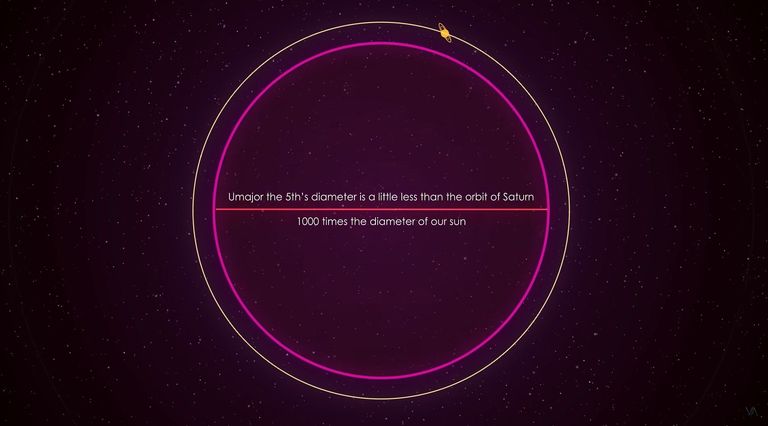 Umajor the 5th's diameter is a little less than the orbit of Saturn
1000 times the diameter of our sun